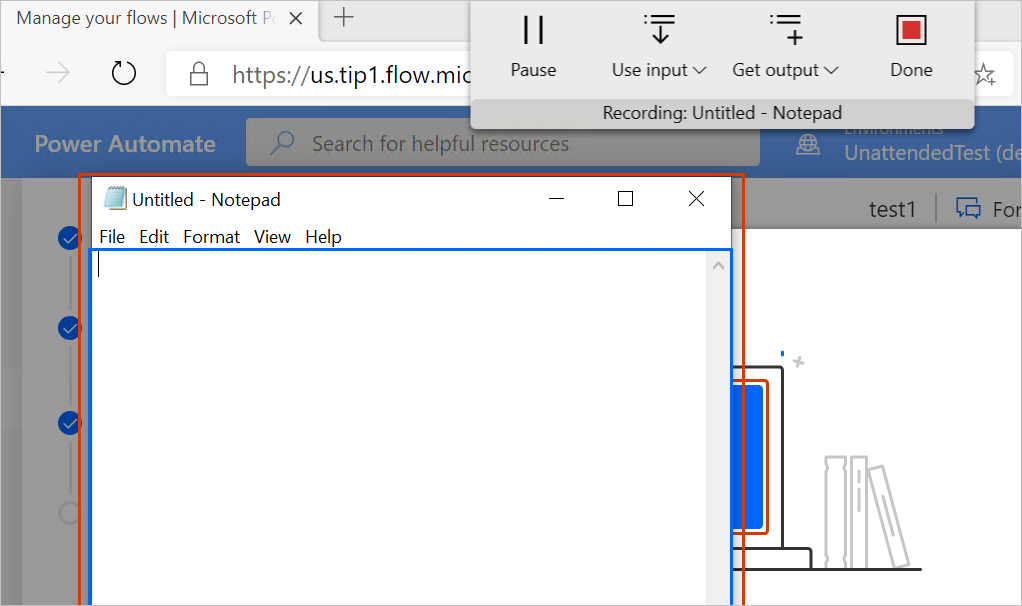 Manage your flows | Microsoft Po
https://us.tip1.flow.mic
Pause
Use input
Get output
Done
Recording: Untitled - Notepad
Power Automate
Search for helpful resources
Environments
UnattendedTest (de
test1
For
Untitled - Notepad
File Edit Format View Help